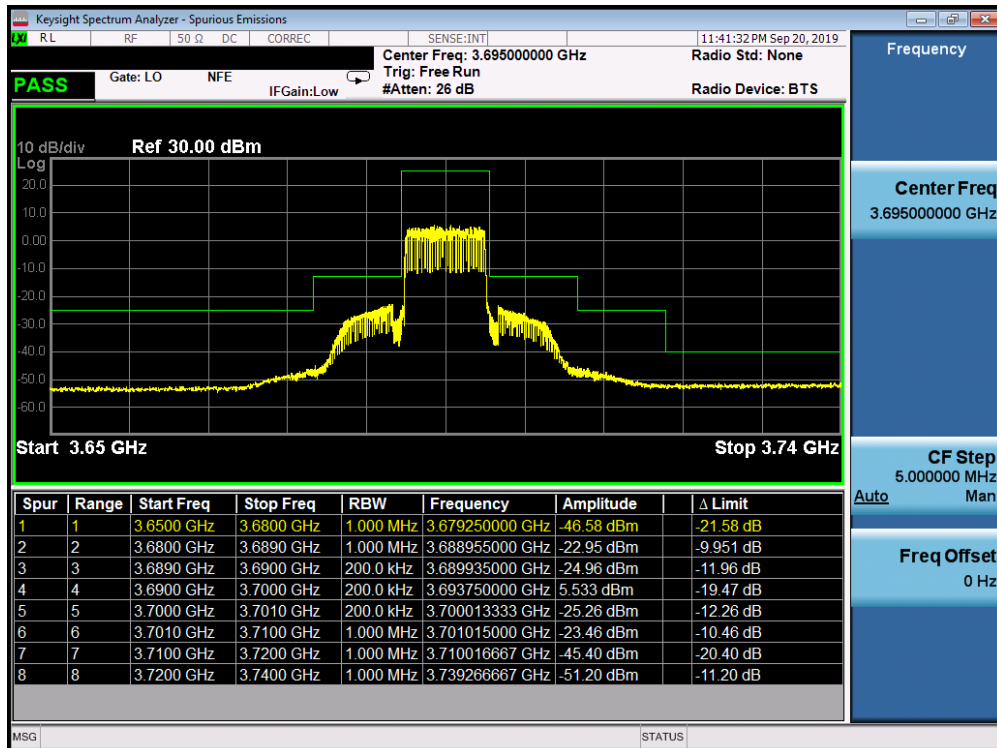 Keysight Spectrum Analyzer - Spurious Emissions
LXI RL RF 50 Ω DC CORREC SENSE:INT 11:41:32 PM Sep 20, 2019
Center Freq: 3.695000000 GHz Radio Std: None
PASS Gate: LO NFE Trig: Free Run
IFGain:Low #Atten: 26 dB Radio Device: BTS
10 dB/div Ref 30.00 dBm
Log
20.0
10.0
0.00
-10.0
-20.0
-30.0
-40.0
-50.0
-60.0
Start 3.65 GHz Stop 3.74 GHz
Spur Range Start Freq Stop Freq RBW Frequency Amplitude Δ Limit
1 1 3.6500 GHz 3.6800 GHz 1.000 MHz 3.679250000 GHz -46.58 dBm -21.58 dB
2 2 3.6800 GHz 3.6890 GHz 1.000 MHz 3.688955000 GHz -22.95 dBm -9.951 dB
3 3 3.6890 GHz 3.6900 GHz 200.0 kHz 3.689935000 GHz -24.96 dBm -11.96 dB
4 4 3.6900 GHz 3.7000 GHz 200.0 kHz 3.693750000 GHz 5.533 dBm -19.47 dB
5 5 3.7000 GHz 3.7010 GHz 200.0 kHz 3.700013333 GHz -25.26 dBm -12.26 dB
6 6 3.7010 GHz 3.7100 GHz 1.000 MHz 3.701015000 GHz -23.46 dBm -10.46 dB
7 7 3.7100 GHz 3.7200 GHz 1.000 MHz 3.710016667 GHz -45.40 dBm -20.40 dB
8 8 3.7200 GHz 3.7400 GHz 1.000 MHz 3.739266667 GHz -51.20 dBm -11.20 dB
MSG STATUS
Frequency
Center Freq
3.695000000 GHz
CF Step
5.000000 MHz
Auto Man
Freq Offset
0 Hz